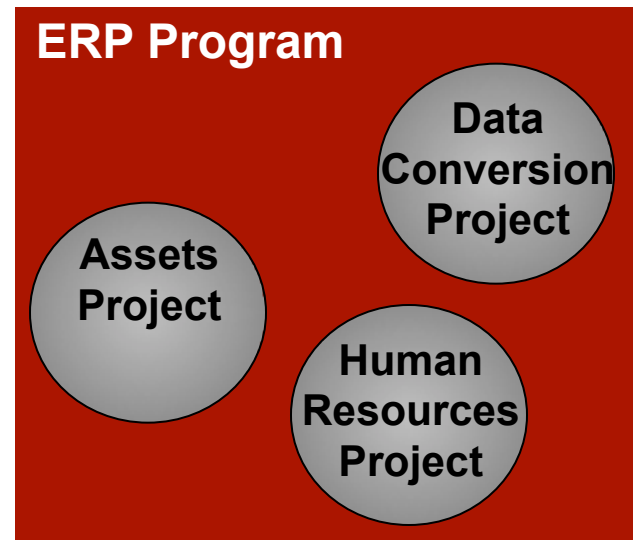 ERP Program
Data
Conversion
Project
Assets
Project
Human
Resources
Project